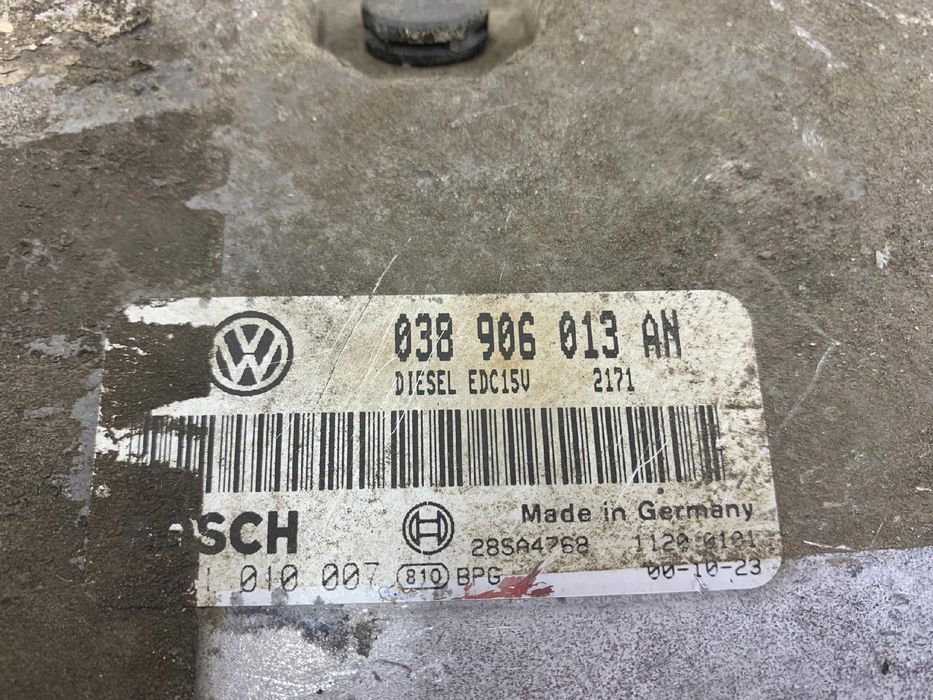 038 906 013 AN
DIESEL EDC15V 2171
BOSCH
Made in Germany
28SA4768 1120 0101
010 007 810 BPG 00-10-23